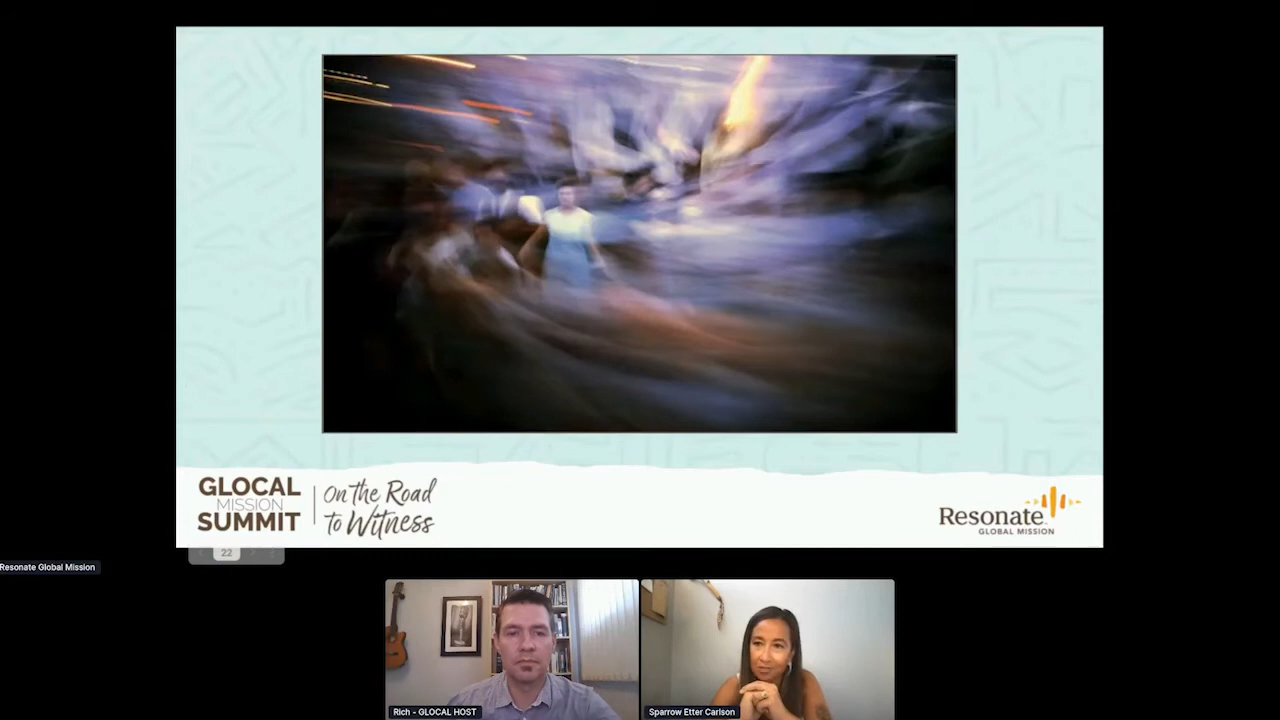 GLOCAL
MISSION
SUMMIT
On the Road
to Witness
Resonate
GLOBAL MISSION
22
Resonate Global Mission
Rich - GLOCAL HOST
Sparrow Etter Carlson